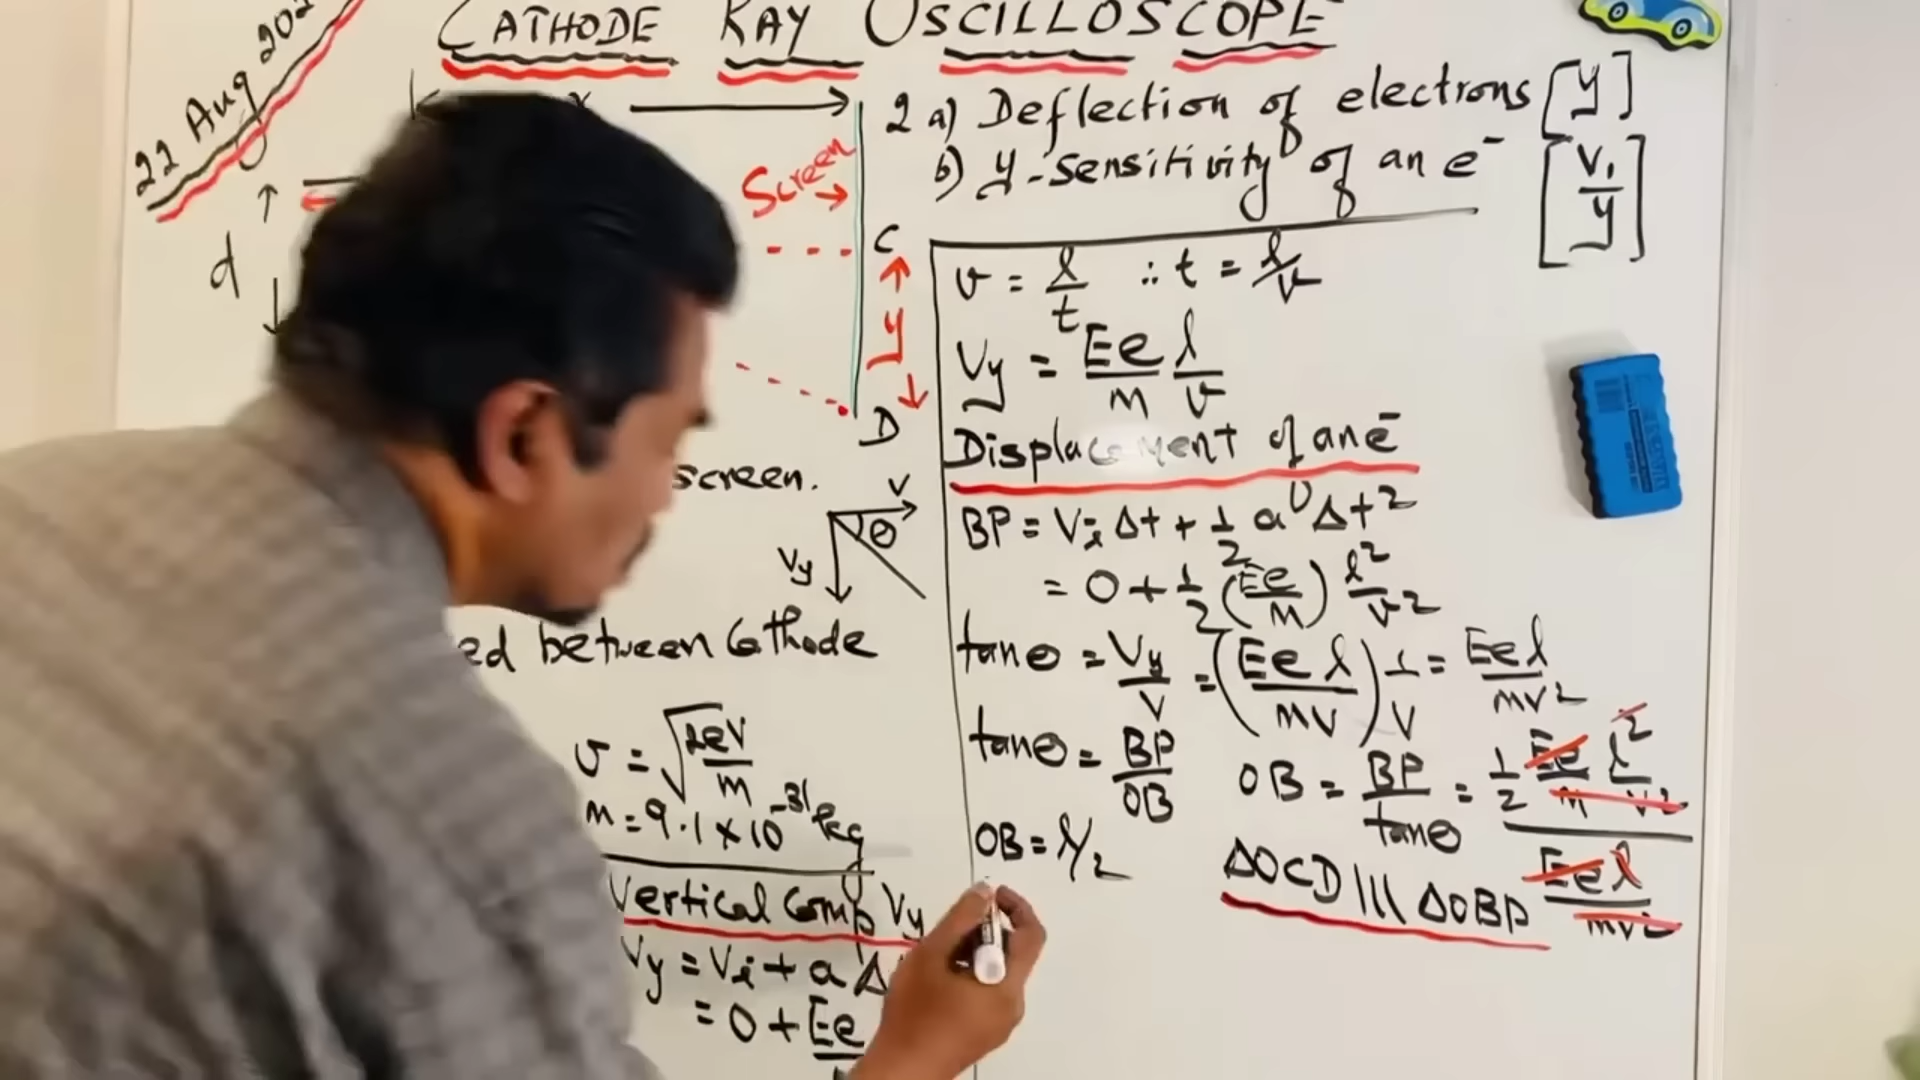 CATHODE RAY OSCILLOSCOPE
22 Aug 202
x
Screen
d
C
y
D
screen.
V
θ
Vy
ed between Cathode
v = √2eV/m
m = 9.1 x 10⁻³¹ kg
Vertical Comp Vy
Vy = Vi + a Δ
= 0 + Ee
2 a) Deflection of electrons [y]
b) y-sensitivity of an e⁻ [V₁/y]
v = l/t ∴ t = l/v
Vy = Ee/m l/v
Displacement of an e⁻
BP = Vi Δt + 1/2 a Δt²
= 0 + 1/2 (Ee/m) l²/v²
tanθ = Vy/V = (Eel/mv) 1/V = Eel/mv²
tanθ = BP/OB
OB = BP/tanθ = 1/2 Ee/m l²/v² / Eel/mv²
OB = l/2
ΔOCD ||| ΔOBP